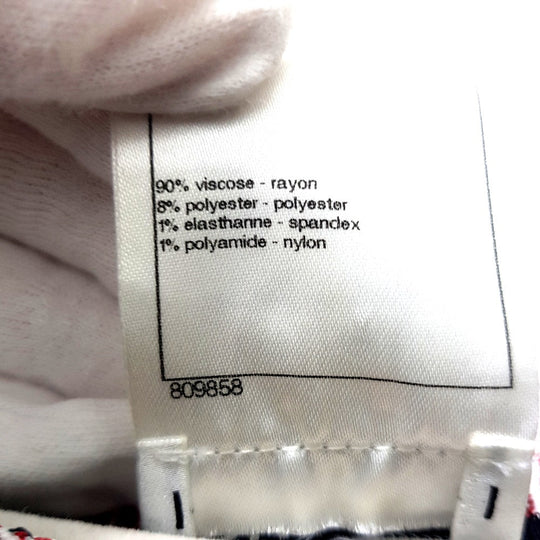 90% viscose - rayon
8% polyester - polyester
1% elasthanne - spandex
1% polyamide - nylon
809858